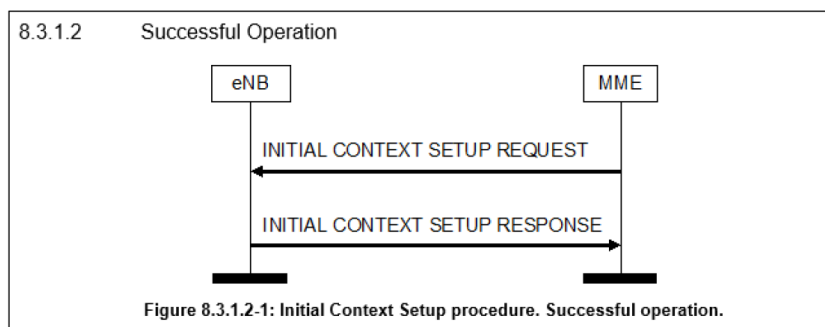 8.3.1.2 Successful Operation
eNB MME
INITIAL CONTEXT SETUP REQUEST
INITIAL CONTEXT SETUP RESPONSE
Figure 8.3.1.2-1: Initial Context Setup procedure. Successful operation.